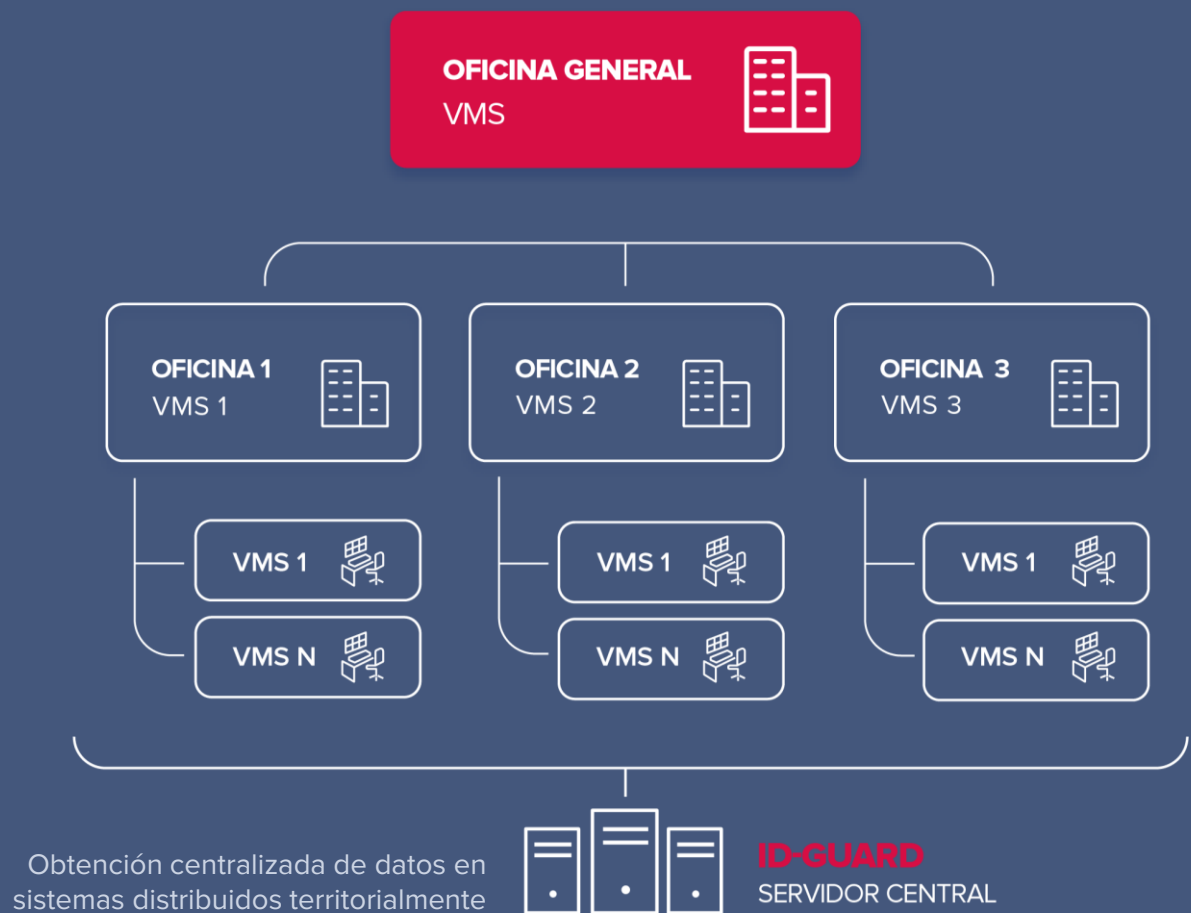 OFICINA GENERAL
VMS
OFICINA 1
VMS 1
OFICINA 2
VMS 2
OFICINA 3
VMS 3
VMS 1
VMS N
VMS 1
VMS N
VMS 1
VMS N
Obtención centralizada de datos en
sistemas distribuidos territorialmente
ID-GUARD
SERVIDOR CENTRAL